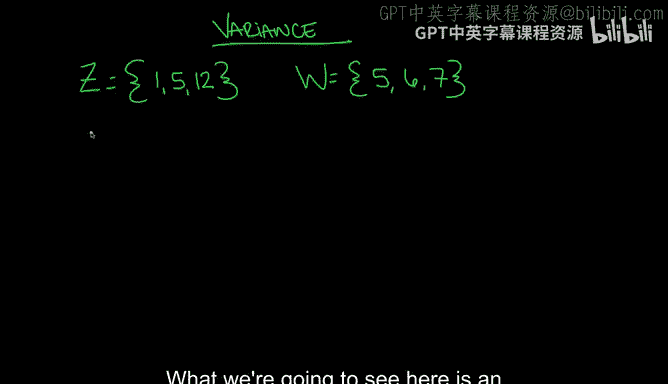 GPT中英字幕课程资源@bilibili.com
GPT中英字幕课程资源 bilibili
VARIANCE
Z = {1, 5, 12} W = {5, 6, 7}
What we're going to see here is an